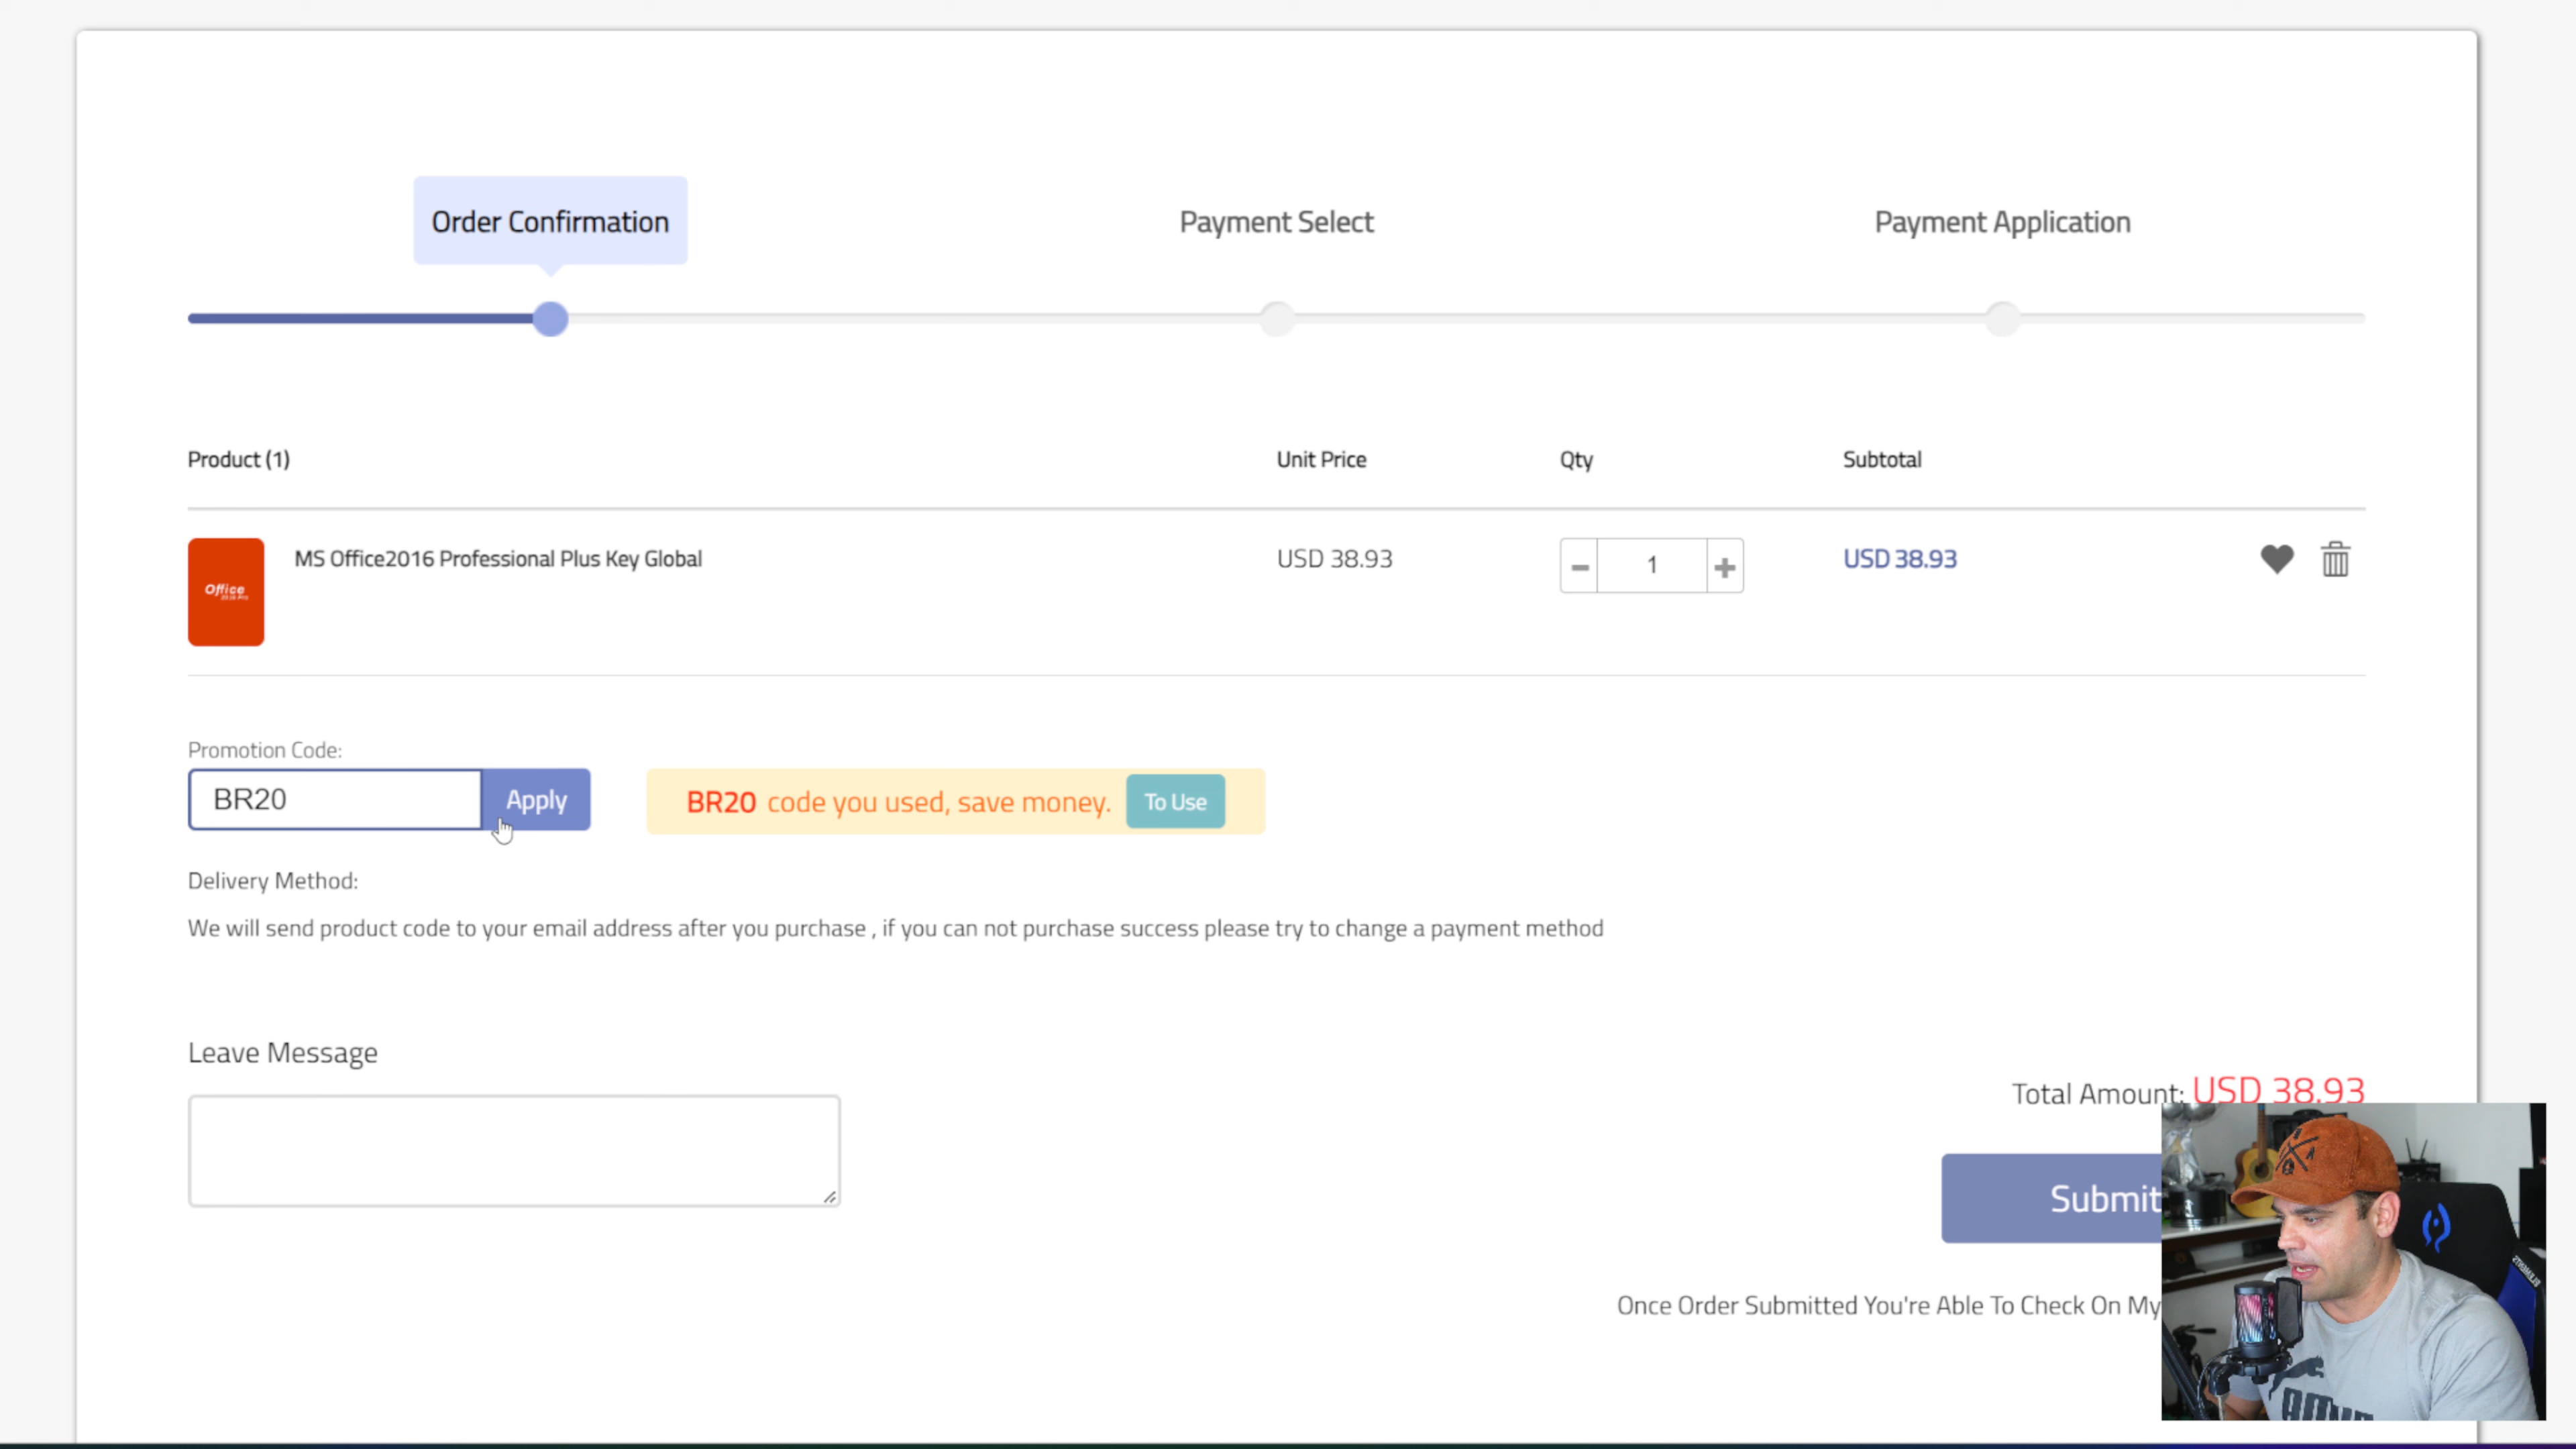 Order Confirmation
Payment Select
Payment Application
Product (1)
Unit Price
Qty
Subtotal
Office
MS Office2016 Professional Plus Key Global
USD 38.93
1
USD 38.93
Promotion Code:
BR20
Apply
BR20 code you used, save money.
To Use
Delivery Method:
We will send product code to your email address after you purchase , if you can not purchase success please try to change a payment method
Leave Message
Total Amount: USD 38.93
Submit
Once Order Submitted You're Able To Check On My